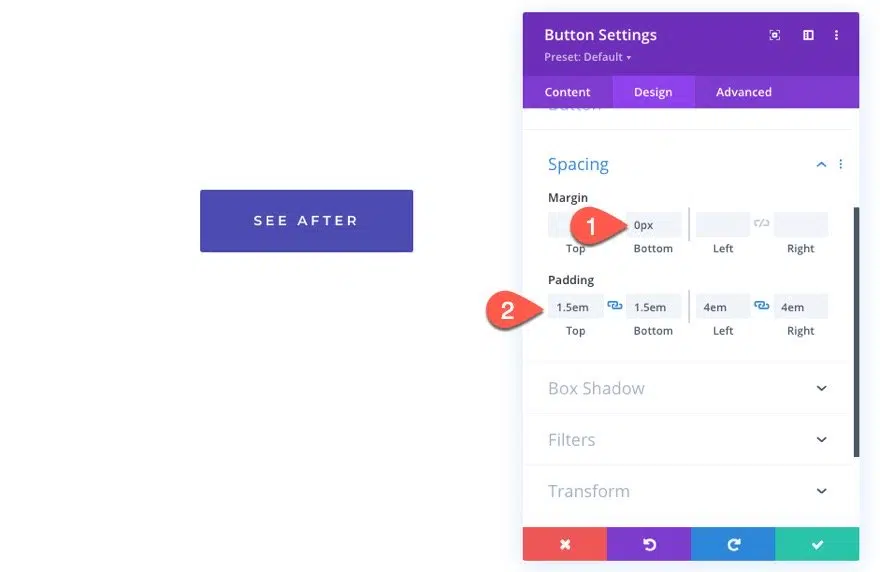 Button Settings
Preset: Default
Content Design Advanced
Button
Spacing
Margin
1 0px
Top Bottom Left Right
SEE AFTER
Padding
2 1.5em 1.5em 4em 4em
Top Bottom Left Right
Box Shadow
Filters
Transform